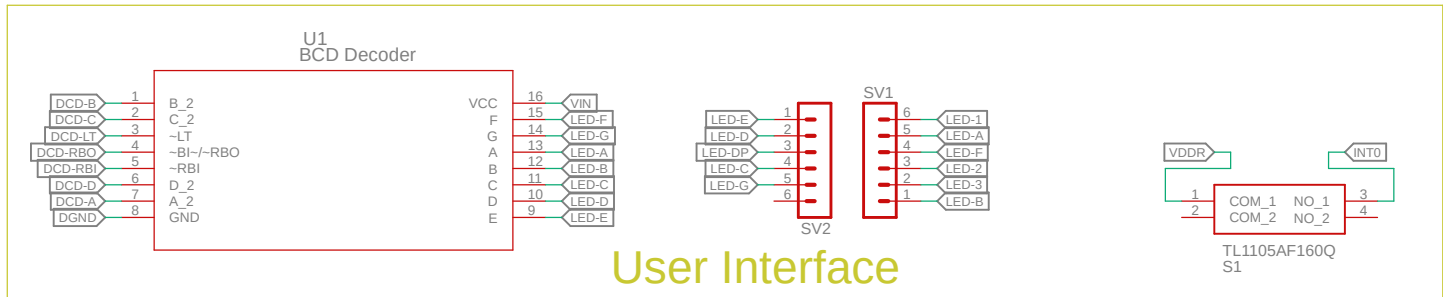 U1
BCD Decoder
DCD-B 1 B_2 VCC 16 VIN
DCD-C 2 C_2 F 15 LED-F
DCD-LT 3 ~LT G 14 LED-G
DCD-RBO 4 ~BI~/~RBO A 13 LED-A
DCD-RBI 5 ~RBI B 12 LED-B
DCD-D 6 D_2 C 11 LED-C
DCD-A 7 A_2 D 10 LED-D
DGND 8 GND E 9 LED-E
LED-E 1
LED-D 2
LED-DP 3
LED-C 4
LED-G 5
6
SV2
SV1
6 LED-1
5 LED-A
4 LED-F
3 LED-2
2 LED-3
1 LED-B
VDDR INT0
1 COM_1 NO_1 3
2 COM_2 NO_2 4
TL1105AF160Q
S1
User Interface